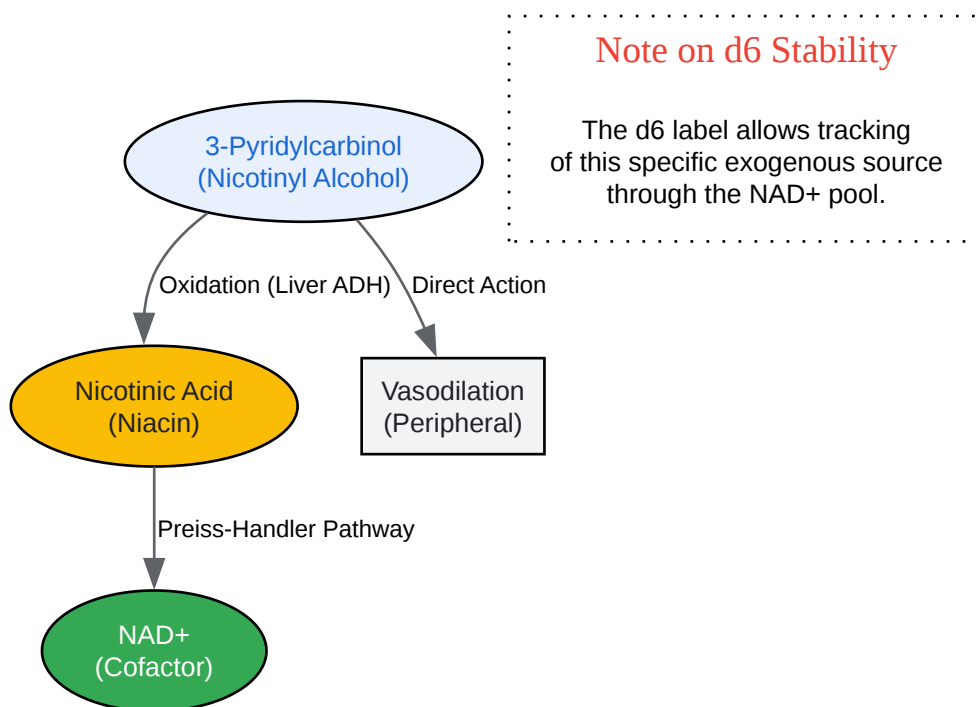 Note on d6 Stability
The d6 label allows tracking
of this specific exogenous source
through the NAD+ pool.
3-Pyridylcarbinol
(Nicotinyl Alcohol)
Oxidation (Liver ADH)
Direct Action
Nicotinic Acid
(Niacin)
Vasodilation
(Peripheral)
Preiss-Handler Pathway
NAD+
(Cofactor)